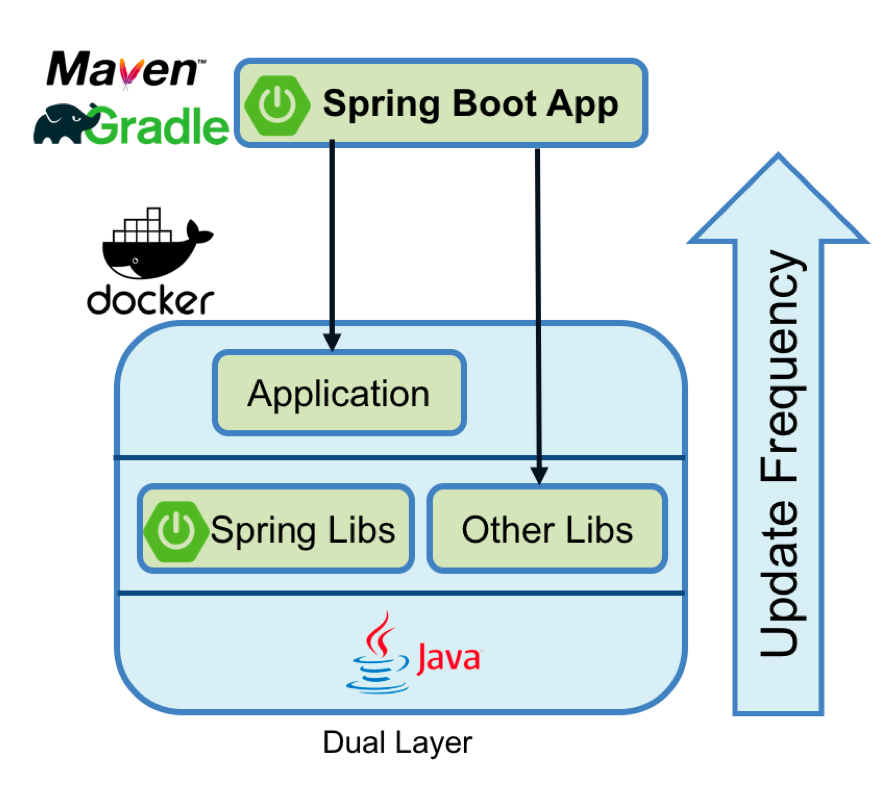 Maven™
Gradle
Spring Boot App
docker
Application
Spring Libs
Other Libs
Java
Dual Layer
Update Frequency